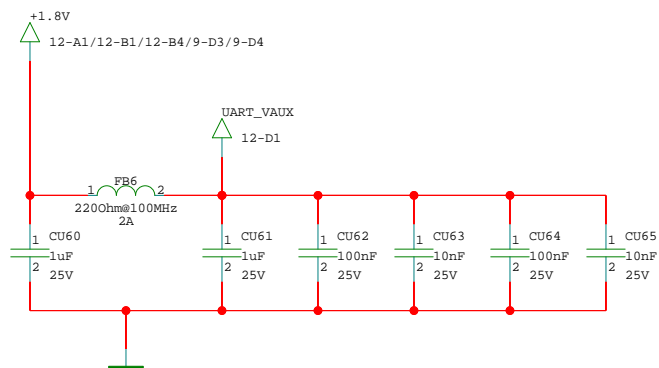 +1.8V
12-A1/12-B1/12-B4/9-D3/9-D4
UART_VAUX
12-D1
FB6
1 2
220Ohm@100MHz
2A
1 CU60
1uF
2
25V
1 CU61
1uF
2
25V
1 CU62
100nF
2
25V
1 CU63
10nF
2
25V
1 CU64
100nF
2
25V
1 CU65
10nF
2
25V